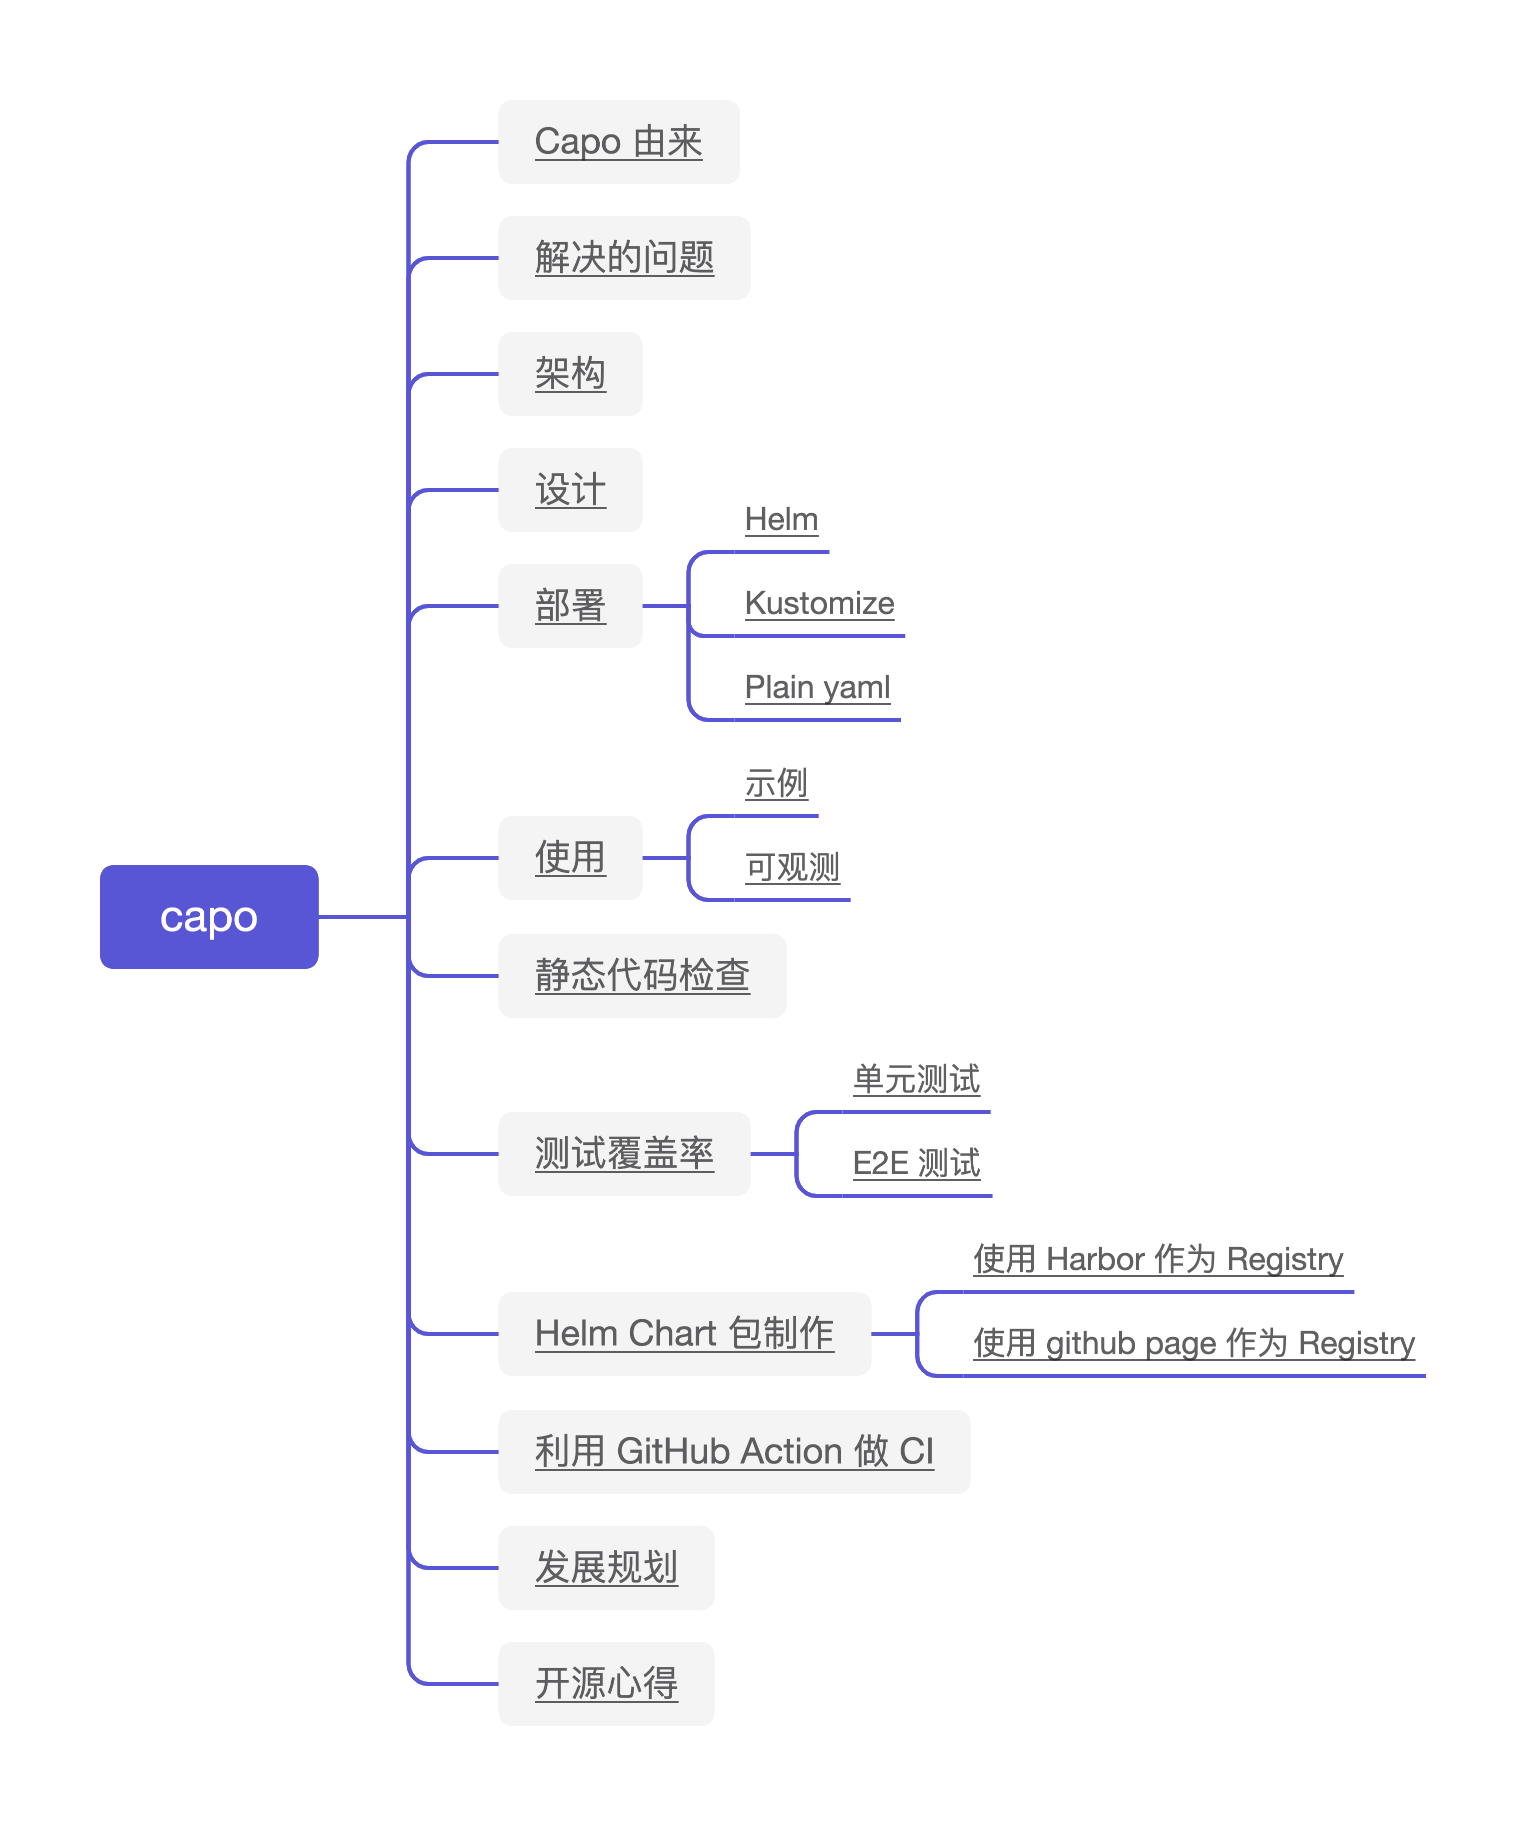 capo
Capo 由来
解决的问题
架构
设计
部署
Helm
Kustomize
Plain yaml
使用
示例
可观测
静态代码检查
测试覆盖率
单元测试
E2E 测试
Helm Chart 包制作
使用 Harbor 作为 Registry
使用 github page 作为 Registry
利用 GitHub Action 做 CI
发展规划
开源心得